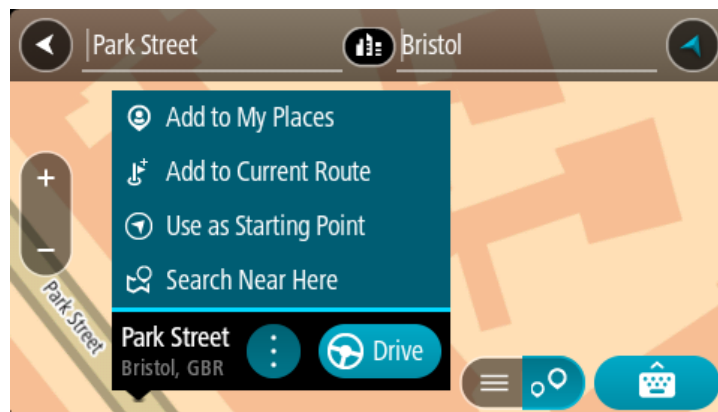 Park Street
Bristol
Add to My Places
Add to Current Route
Use as Starting Point
Search Near Here
Park Street
Bristol, GBR
Drive
+
−
Park Street